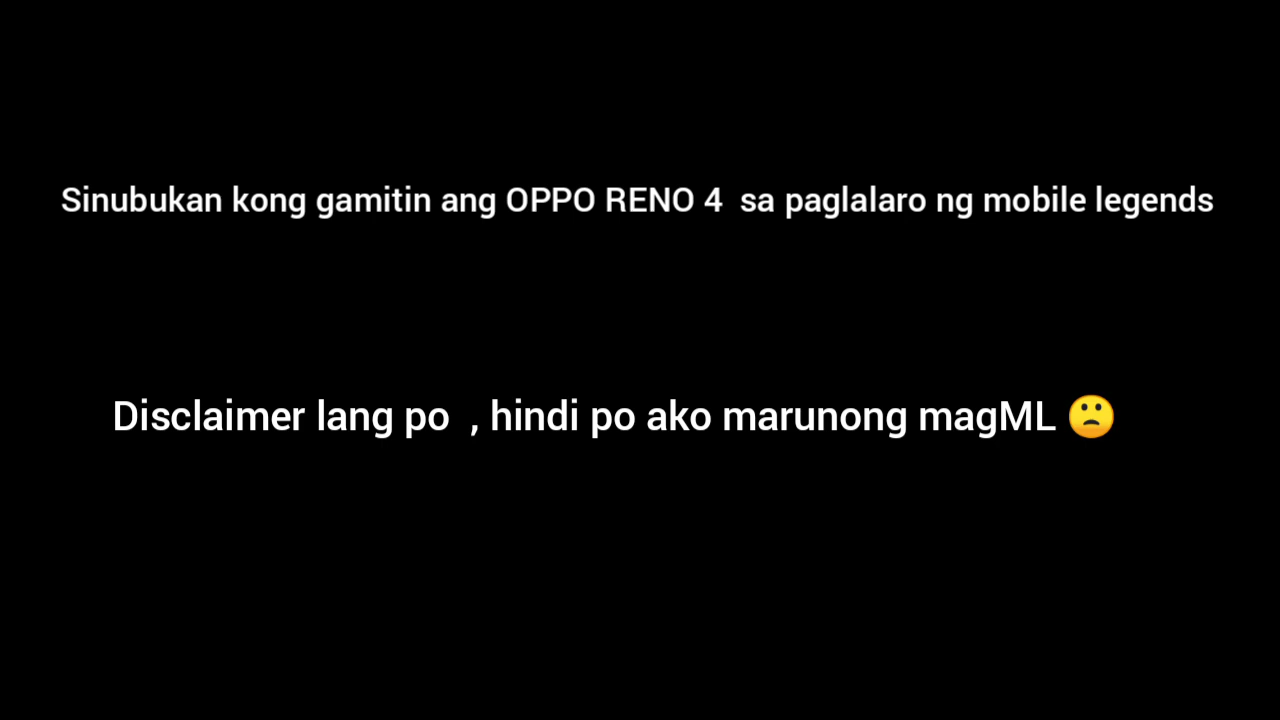 Sinubukan kong gamitin ang OPPO RENO 4  sa paglalaro ng mobile legends
Disclaimer lang po  , hindi po ako marunong magML 🙁